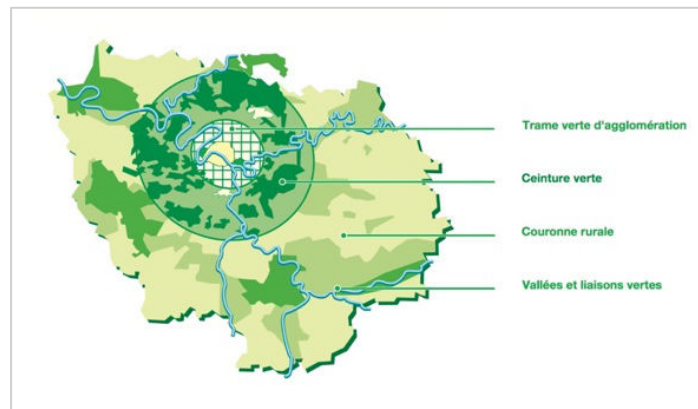 Trame verte d'agglomération
Ceinture verte
Couronne rurale
Vallées et liaisons vertes